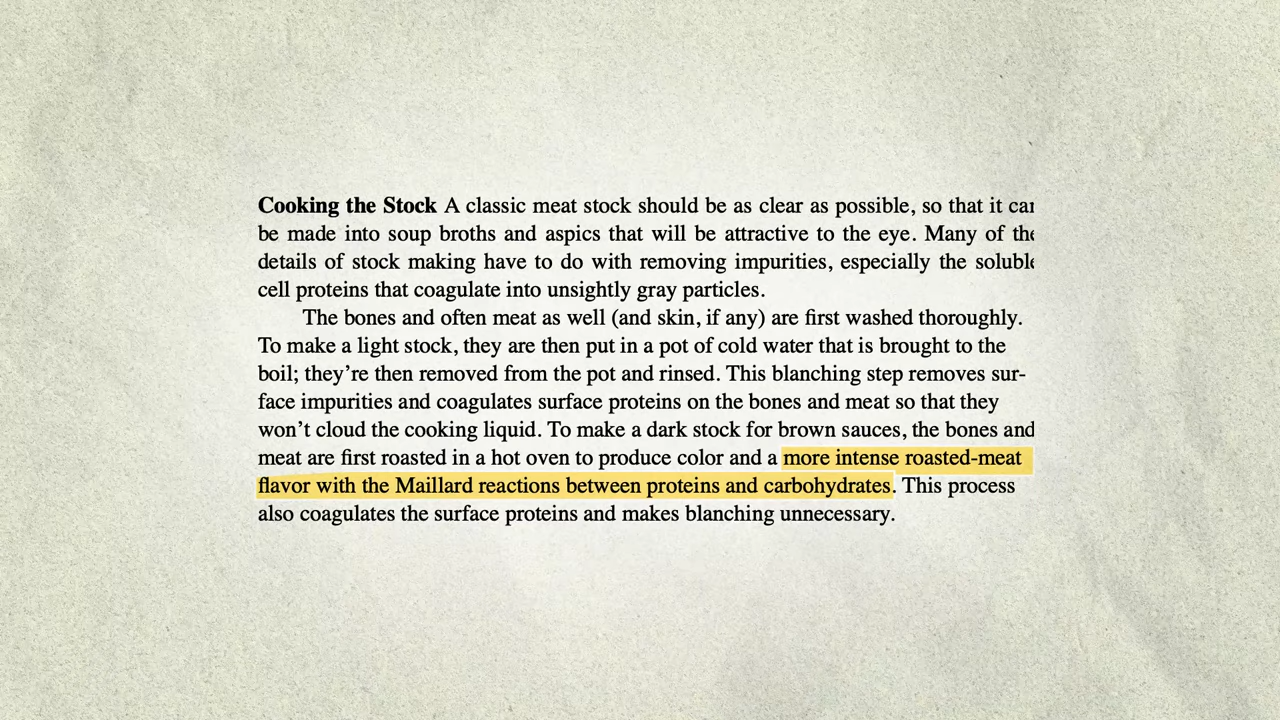 Cooking the Stock A classic meat stock should be as clear as possible, so that it can
be made into soup broths and aspics that will be attractive to the eye. Many of the
details of stock making have to do with removing impurities, especially the soluble
cell proteins that coagulate into unsightly gray particles.
The bones and often meat as well (and skin, if any) are first washed thoroughly.
To make a light stock, they are then put in a pot of cold water that is brought to the
boil; they’re then removed from the pot and rinsed. This blanching step removes sur-
face impurities and coagulates surface proteins on the bones and meat so that they
won’t cloud the cooking liquid. To make a dark stock for brown sauces, the bones and
meat are first roasted in a hot oven to produce color and a more intense roasted-meat
flavor with the Maillard reactions between proteins and carbohydrates. This process
also coagulates the surface proteins and makes blanching unnecessary.